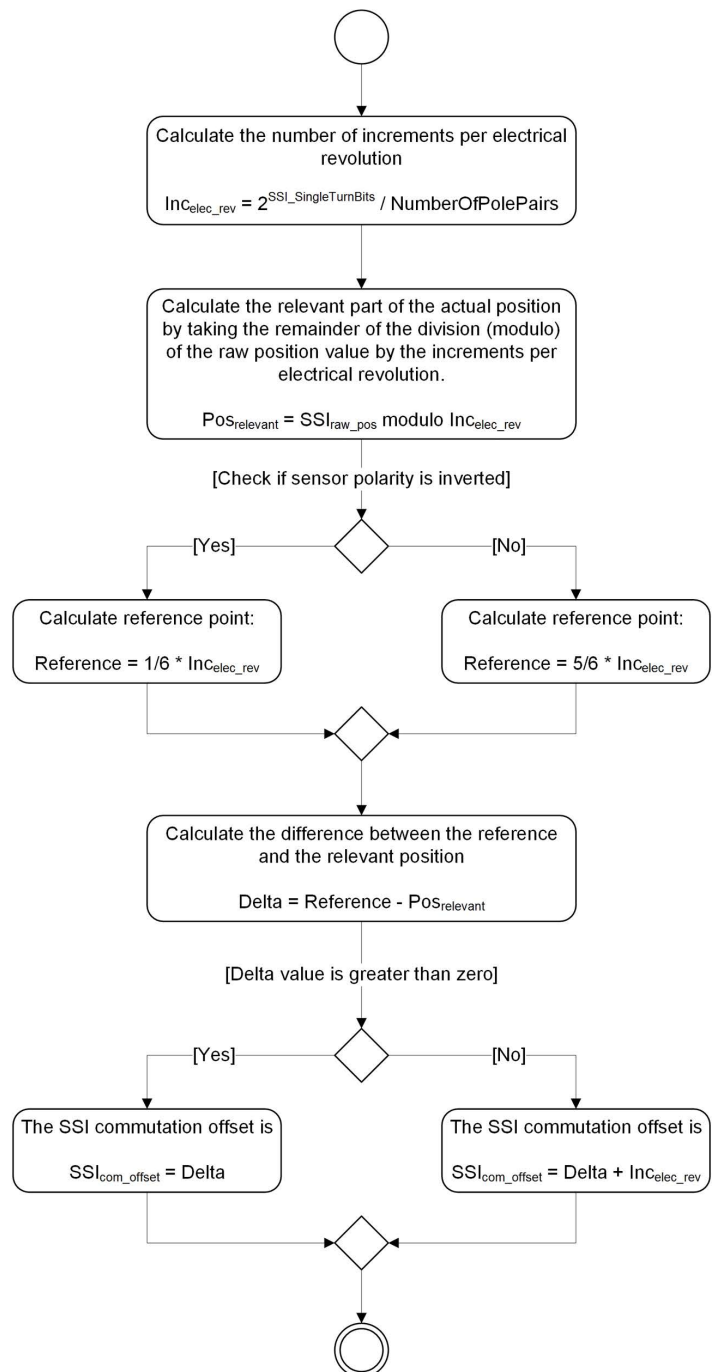 Calculate the number of increments per electrical
revolution
Inc_elec_rev = 2^SSI_SingleTurnBits / NumberOfPolePairs
Calculate the relevant part of the actual position
by taking the remainder of the division (modulo)
of the raw position value by the increments per
electrical revolution.
Pos_relevant = SSI_raw_pos modulo Inc_elec_rev
[Check if sensor polarity is inverted]
[Yes]
[No]
Calculate reference point:
Reference = 1/6 * Inc_elec_rev
Calculate reference point:
Reference = 5/6 * Inc_elec_rev
Calculate the difference between the reference
and the relevant position
Delta = Reference - Pos_relevant
[Delta value is greater than zero]
[Yes]
[No]
The SSI commutation offset is
SSI_com_offset = Delta
The SSI commutation offset is
SSI_com_offset = Delta + Inc_elec_rev